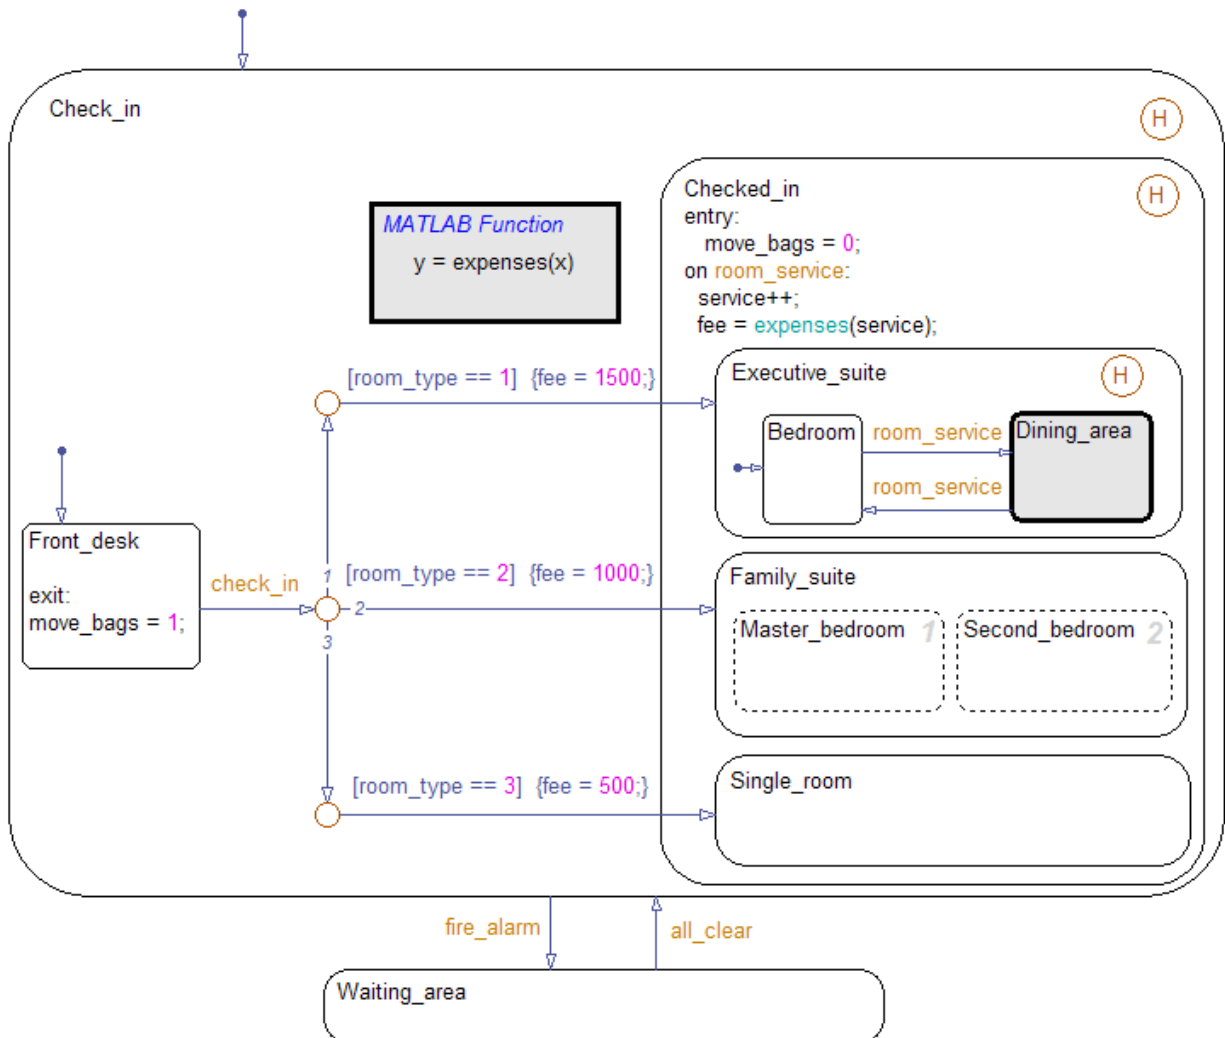 Check_in
H
Checked_in
H
entry:
move_bags = 0;
on room_service:
service++;
fee = expenses(service);
MATLAB Function
y = expenses(x)
[room_type == 1] {fee = 1500;}
Executive_suite
H
Bedroom
room_service
Dining_area
room_service
Front_desk
exit:
move_bags = 1;
check_in
1
2
3
[room_type == 2] {fee = 1000;}
Family_suite
Master_bedroom 1
Second_bedroom 2
[room_type == 3] {fee = 500;}
Single_room
fire_alarm
all_clear
Waiting_area